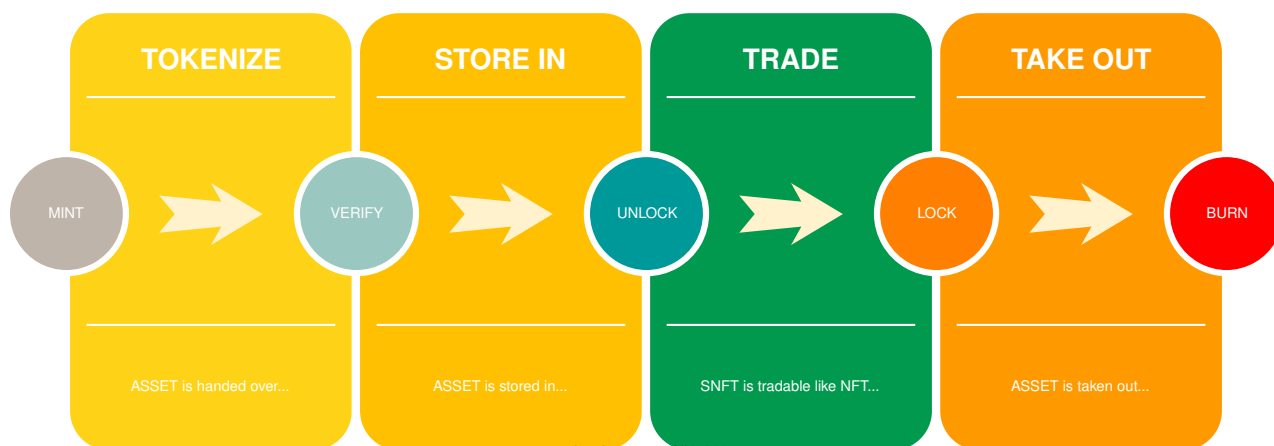 TOKENIZE
STORE IN
TRADE
TAKE OUT
MINT
VERIFY
UNLOCK
LOCK
BURN
ASSET is handed over...
ASSET is stored in...
SNFT is tradable like NFT...
ASSET is taken out...